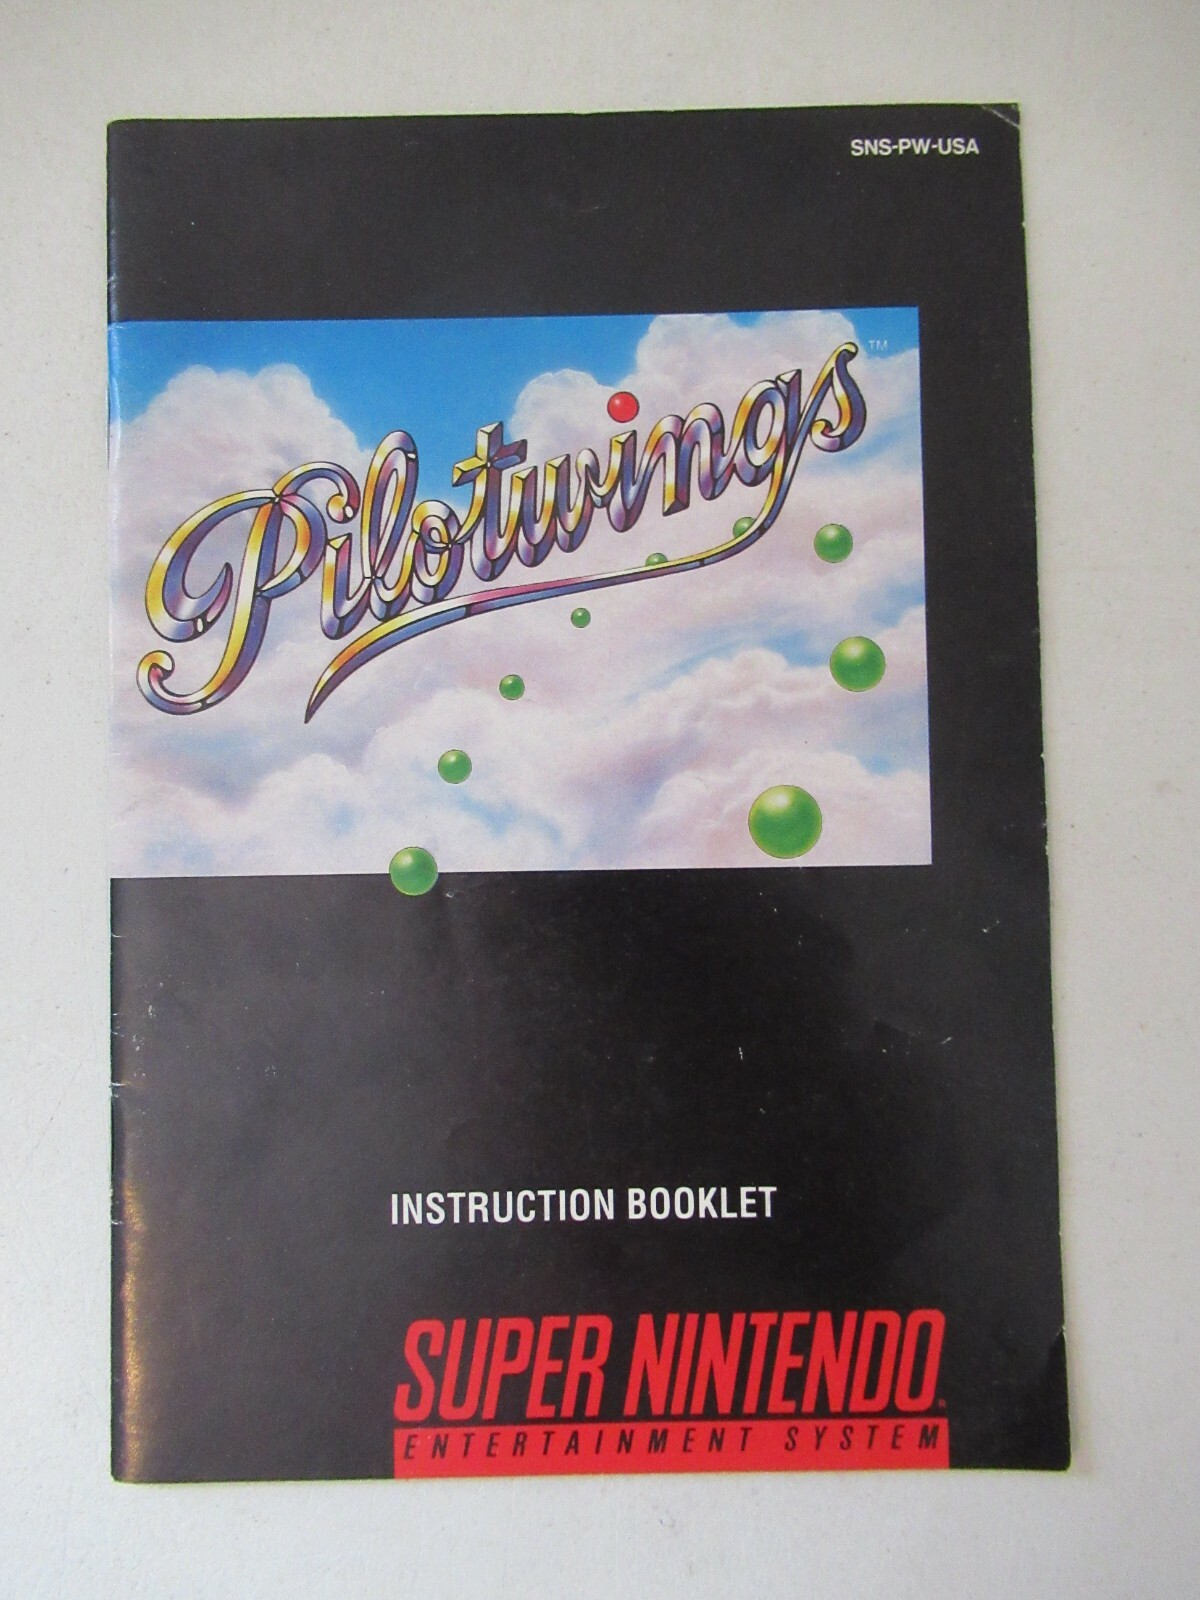 SNS-PW-USA
Pilotwings™
INSTRUCTION BOOKLET
SUPER NINTENDO
ENTERTAINMENT SYSTEM